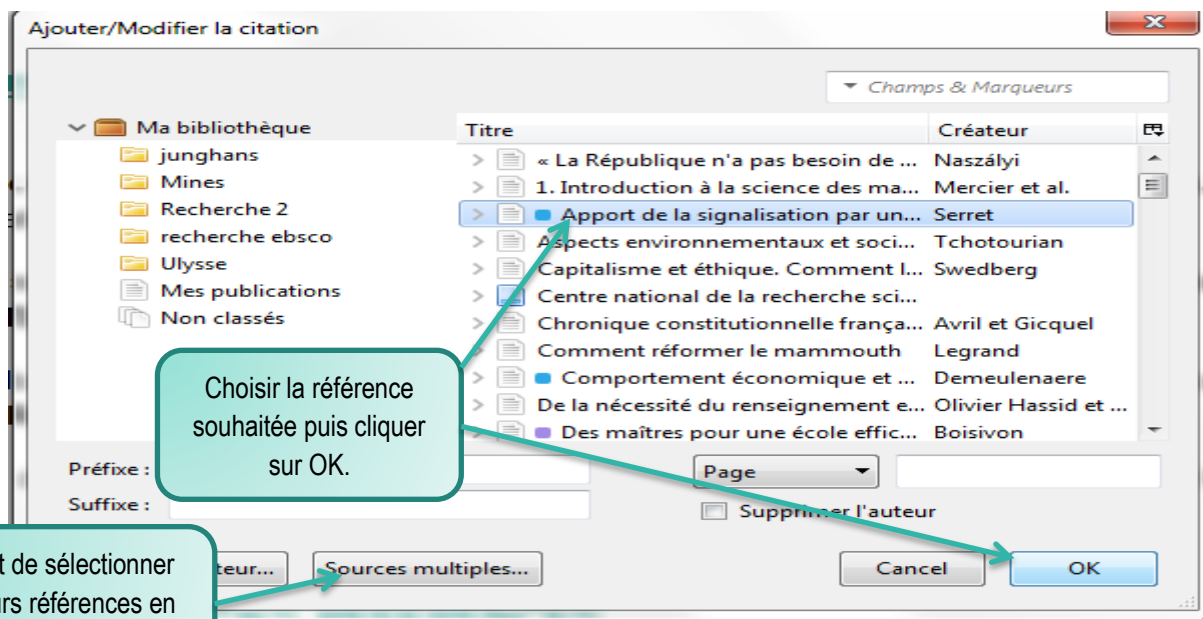 Ajouter/Modifier la citation
Champs & Marqueurs
Ma bibliothèque
junghans
Mines
Recherche 2
recherche ebsco
Ulysse
Mes publications
Non classés
Titre Créateur
« La République n'a pas besoin de ... Naszályi
1. Introduction à la science des ma... Mercier et al.
Apport de la signalisation par un... Serret
Aspects environnementaux et soci... Tchotourian
Capitalisme et éthique. Comment l... Swedberg
Centre national de la recherche sci...
Chronique constitutionnelle frança... Avril et Gicquel
Comment réformer le mammouth Legrand
Comportement économique et ... Demeulenaere
De la nécessité du renseignement e... Olivier Hassid et ...
Des maîtres pour une école effic... Boisivon
Choisir la référence
souhaitée puis cliquer
sur OK.
Préfixe :
Page
Suffixe :
Supprimer l'auteur
t de sélectionner
urs références en
teur...
Sources multiples...
Cancel
OK